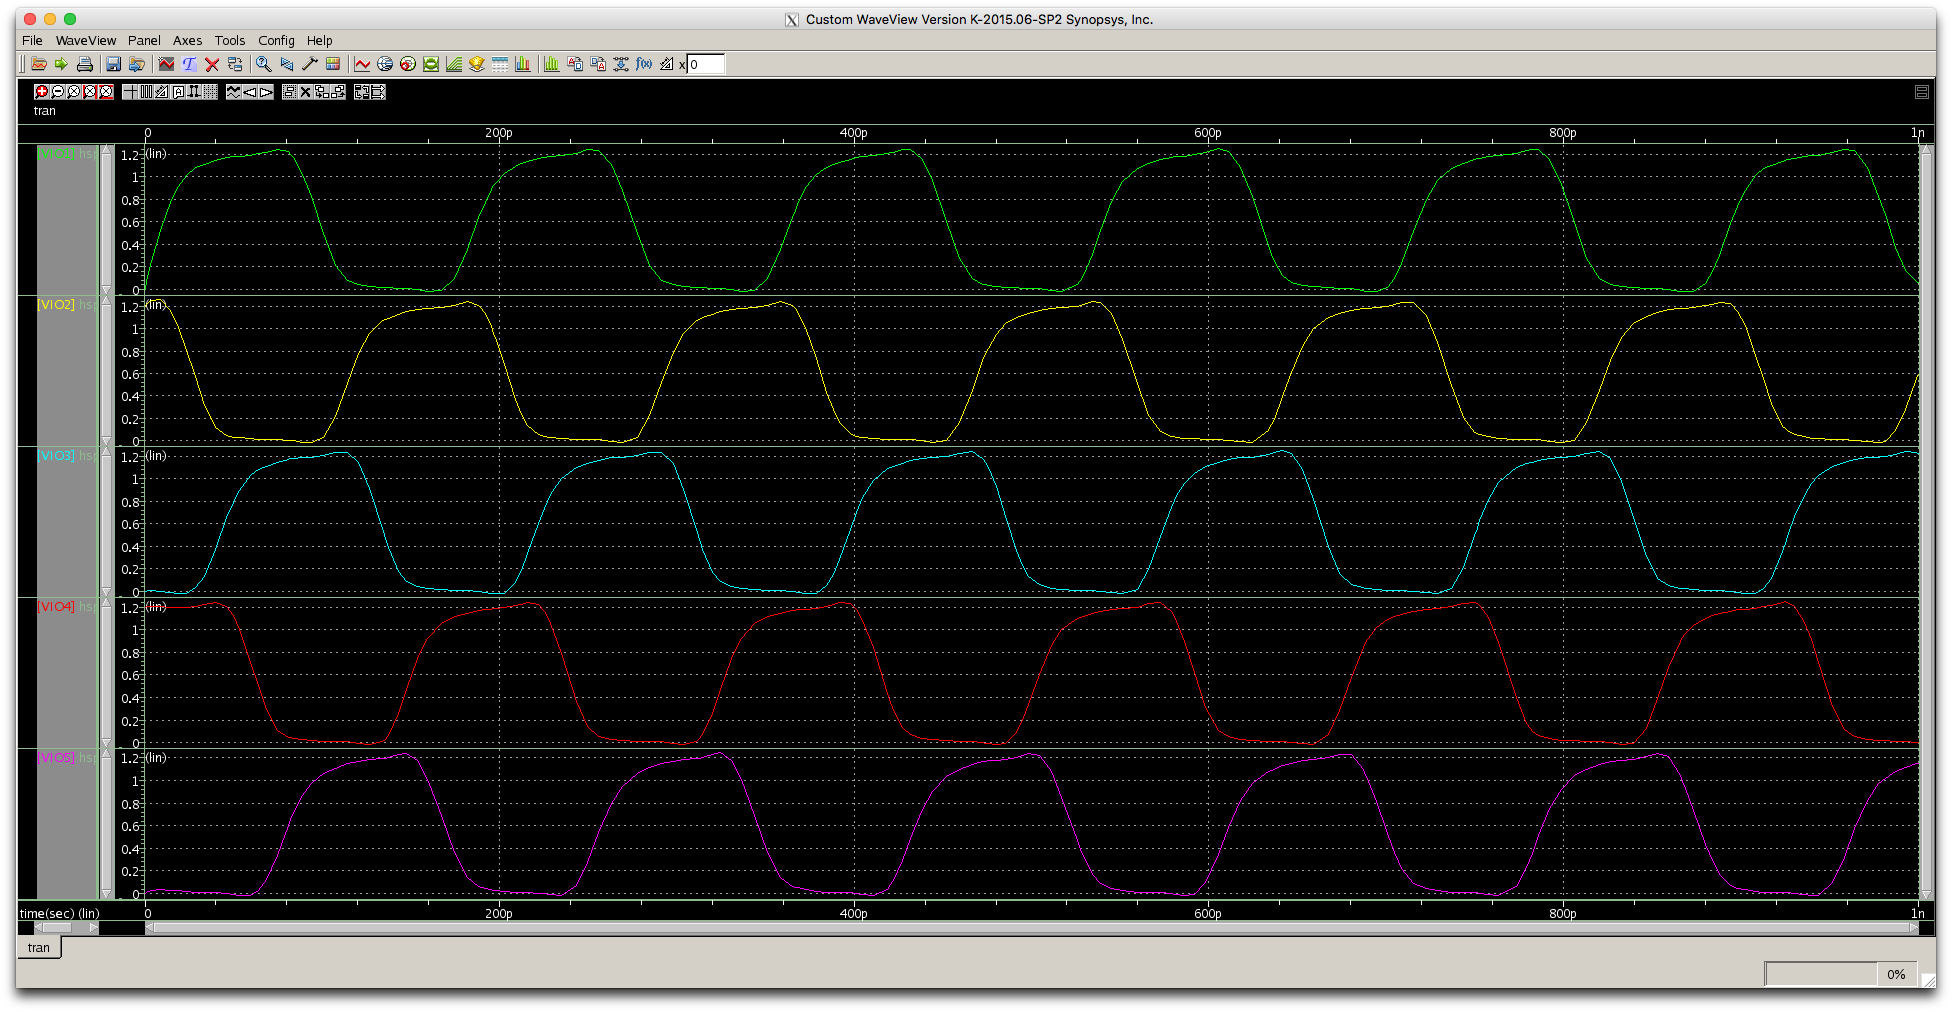 Custom WaveView Version K-2015.06-SP2 Synopsys, Inc.
File WaveView Panel Axes Tools Config Help
x 0
tran
0 200p 400p 600p 800p 1n
hsp 1.2 (lin)
1
0.8
0.6
0.4
0.2
0
[VIO2] hsp 1.2 (lin)
1
0.8
0.6
0.4
0.2
0
[VIO3] hsp 1.2 (lin)
1
0.8
0.6
0.4
0.2
0
[VIO4] hsp 1.2 (lin)
1
0.8
0.6
0.4
0.2
0
[VIO5] hsp 1.2 (lin)
1
0.8
0.6
0.4
0.2
0
time(sec) (lin) 0 200p 400p 600p 800p 1n
tran
0%